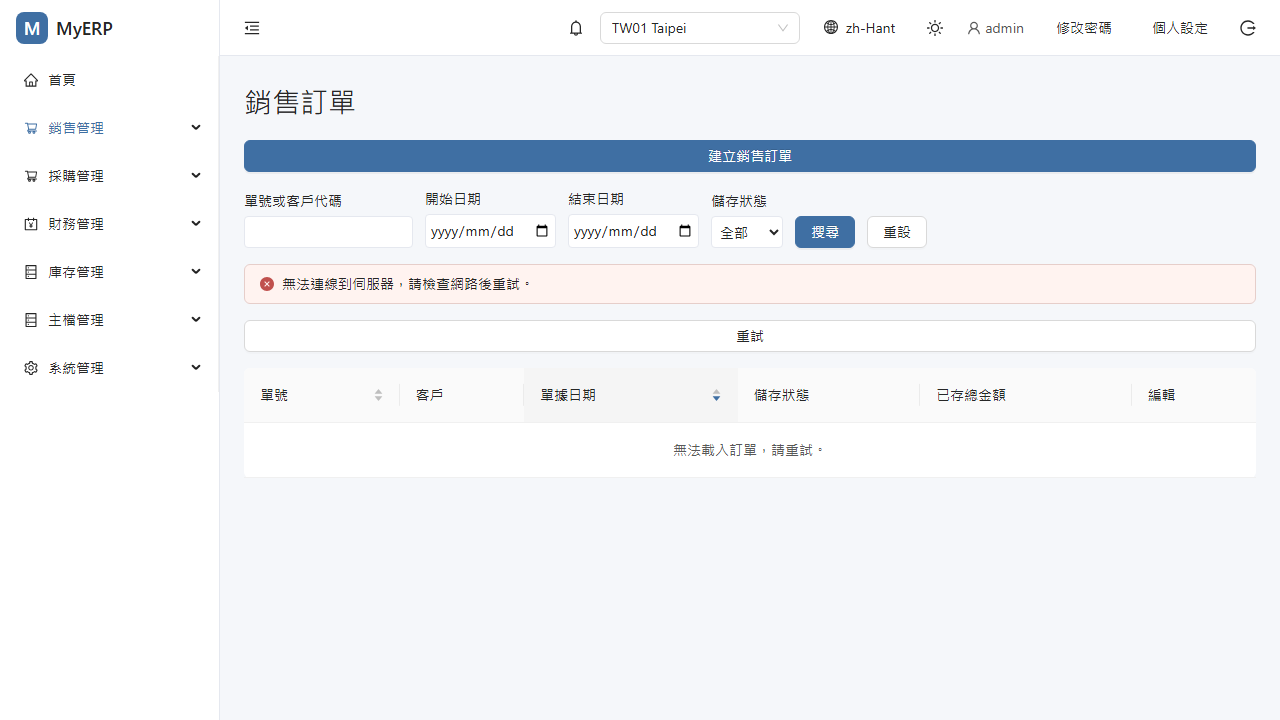 M MyERP
TW01 Taipei
zh-Hant
admin
修改密碼
個人設定
首頁
銷售管理
採購管理
財務管理
庫存管理
主檔管理
系統管理
銷售訂單
建立銷售訂單
單號或客戶代碼
開始日期
結束日期
儲存狀態
yyyy/mm/dd
yyyy/mm/dd
全部
搜尋
重設
無法連線到伺服器，請檢查網路後重試。
重試
單號
客戶
單據日期
儲存狀態
已存總金額
編輯
無法載入訂單，請重試。